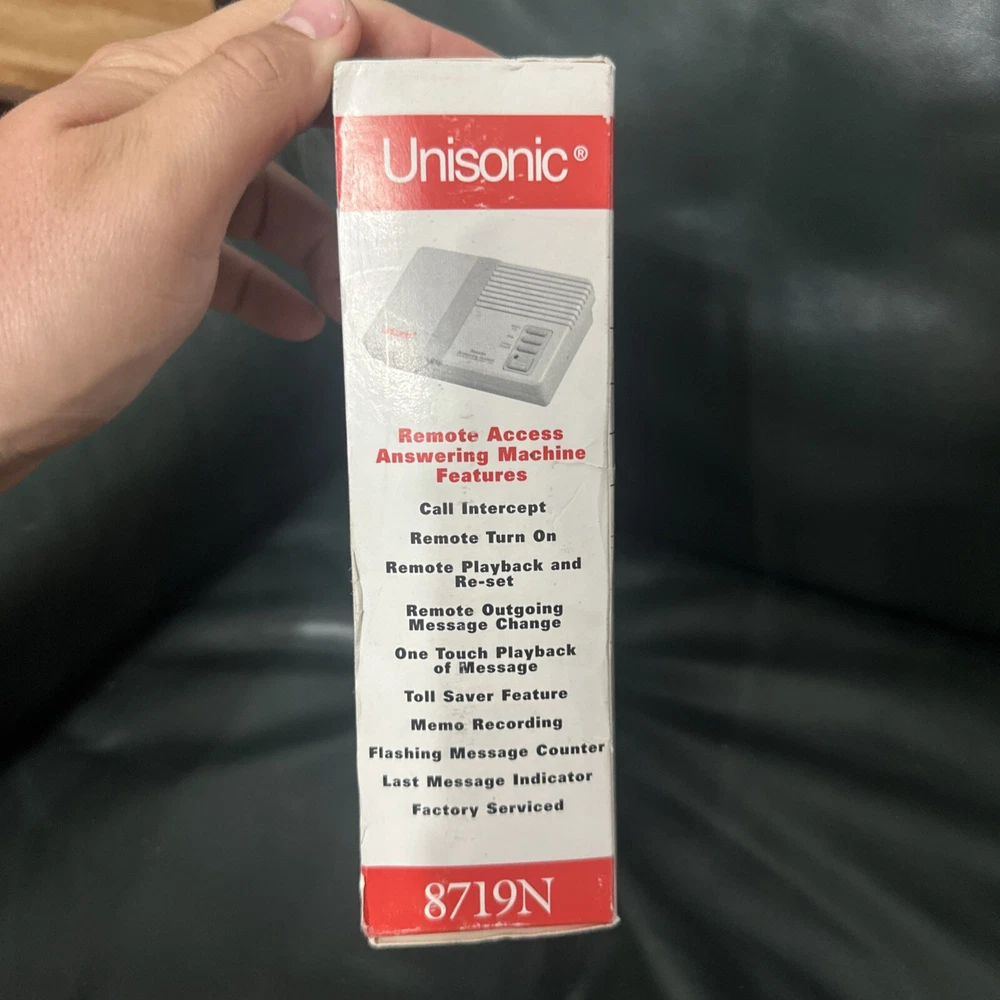 Unisonic®
Unisonic
Remote Access
Answering Machine
Features
Call Intercept
Remote Turn On
Remote Playback and
Re-set
Remote Outgoing
Message Change
One Touch Playback
of Message
Toll Saver Feature
Memo Recording
Flashing Message Counter
Last Message Indicator
Factory Serviced
8719N